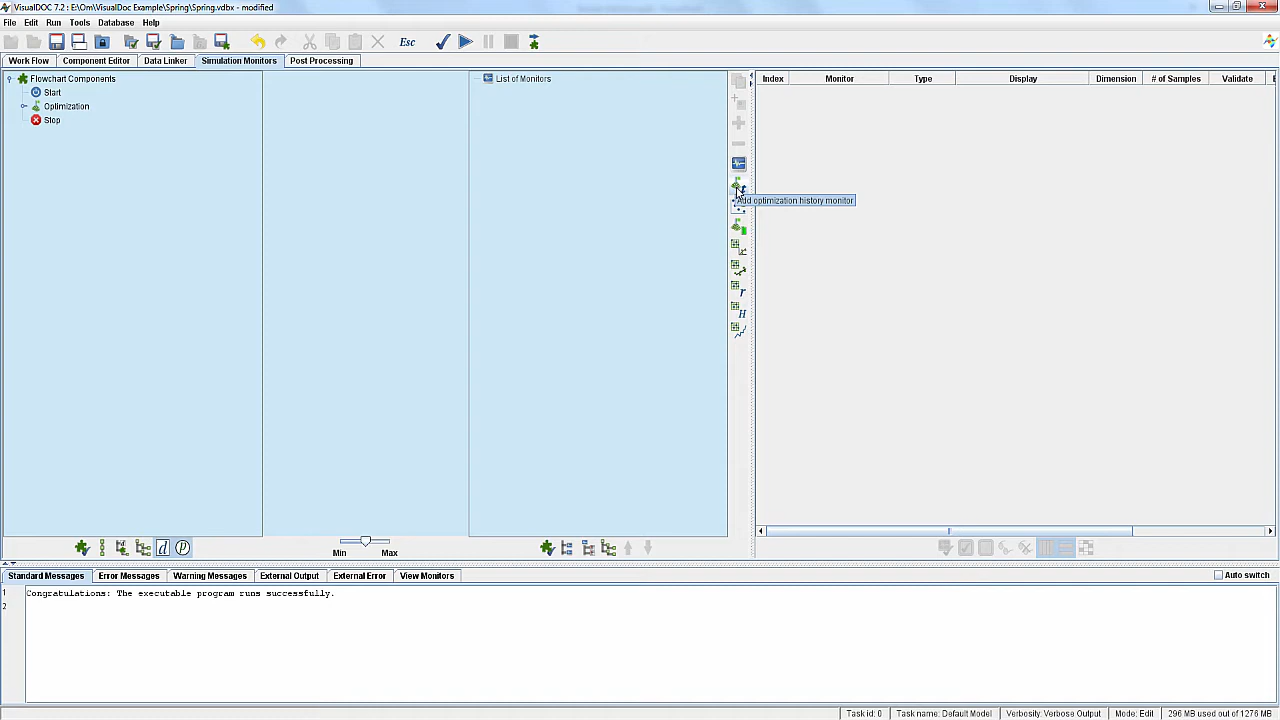 VisualDOC 7.2 : E:\Om\VisualDoc Example\Spring\Spring.vdbx - modified
File Edit Run Tools Database Help
Esc
Work Flow Component Editor Data Linker Simulation Monitors Post Processing
Flowchart Components
Start
Optimization
Stop
List of Monitors
Index Monitor Type Display Dimension # of Samples Validate
Add optimization history monitor
r
H
d p
Min Max
Standard Messages Error Messages Warning Messages External Output External Error View Monitors Auto switch
1 Congratulations: The executable program runs successfully.
2
Task id: 0 Task name: Default Model Verbosity: Verbose Output Mode: Edit 296 MB used out of 1276 MB